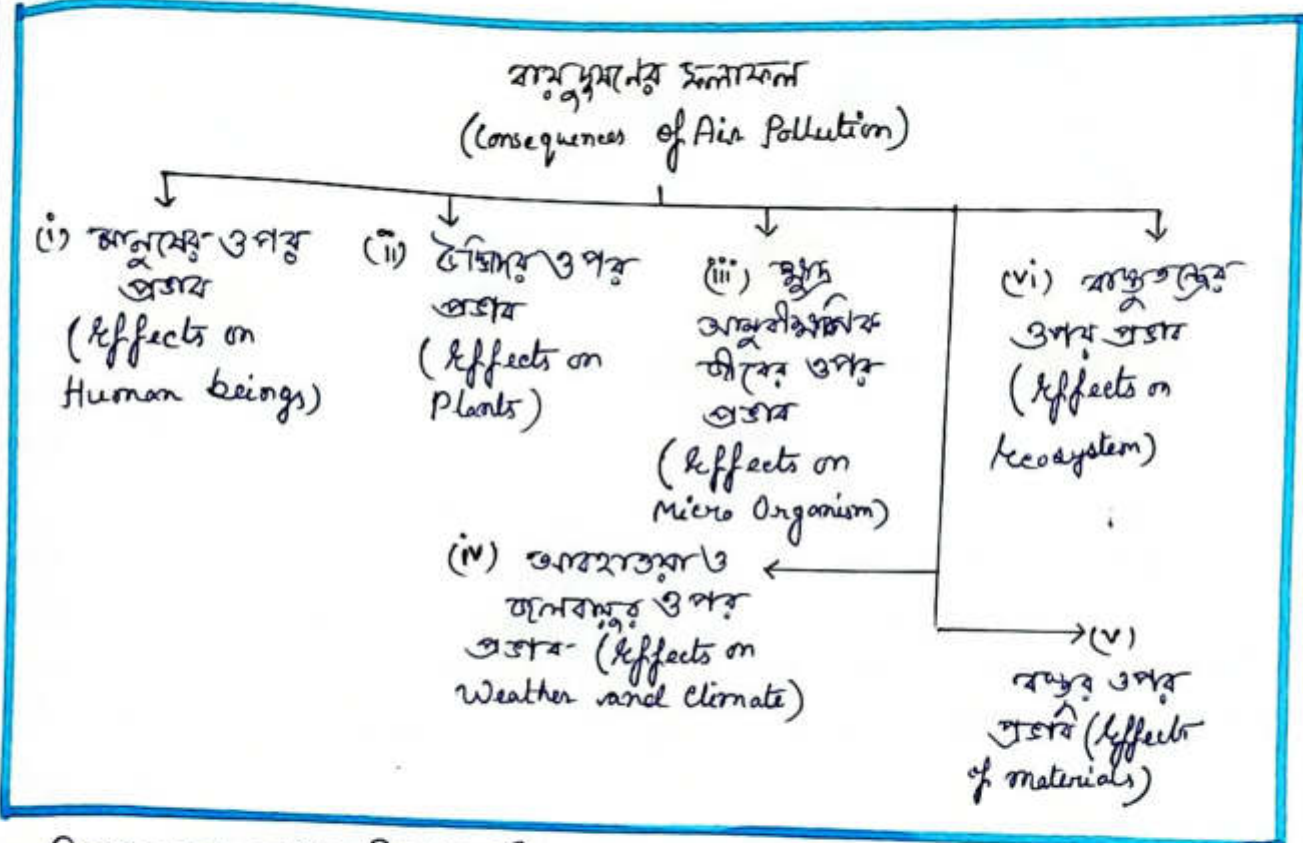 বায়ুদূষণের ফলাফল
(Consequences of Air Pollution)
(i) মানুষের ওপর
প্রভাব
(Effects on
Human beings)
(ii) উদ্ভিদের ওপর
প্রভাব
(Effects on
Plants)
(iii) ক্ষুদ্র
আনুবীক্ষনিক
জীবের ওপর
প্রভাব
(Effects on
Micro Organism)
(iv) আবহাওয়া ও
জলবায়ুর ওপর
প্রভাব- (Effects on
Weather and Climate)
(v)
বস্তুর ওপর
প্রভাব (Effects
of materials)
(vi) বাস্তুতন্ত্রের
ওপর প্রভাব
(Effects on
Ecosystem)